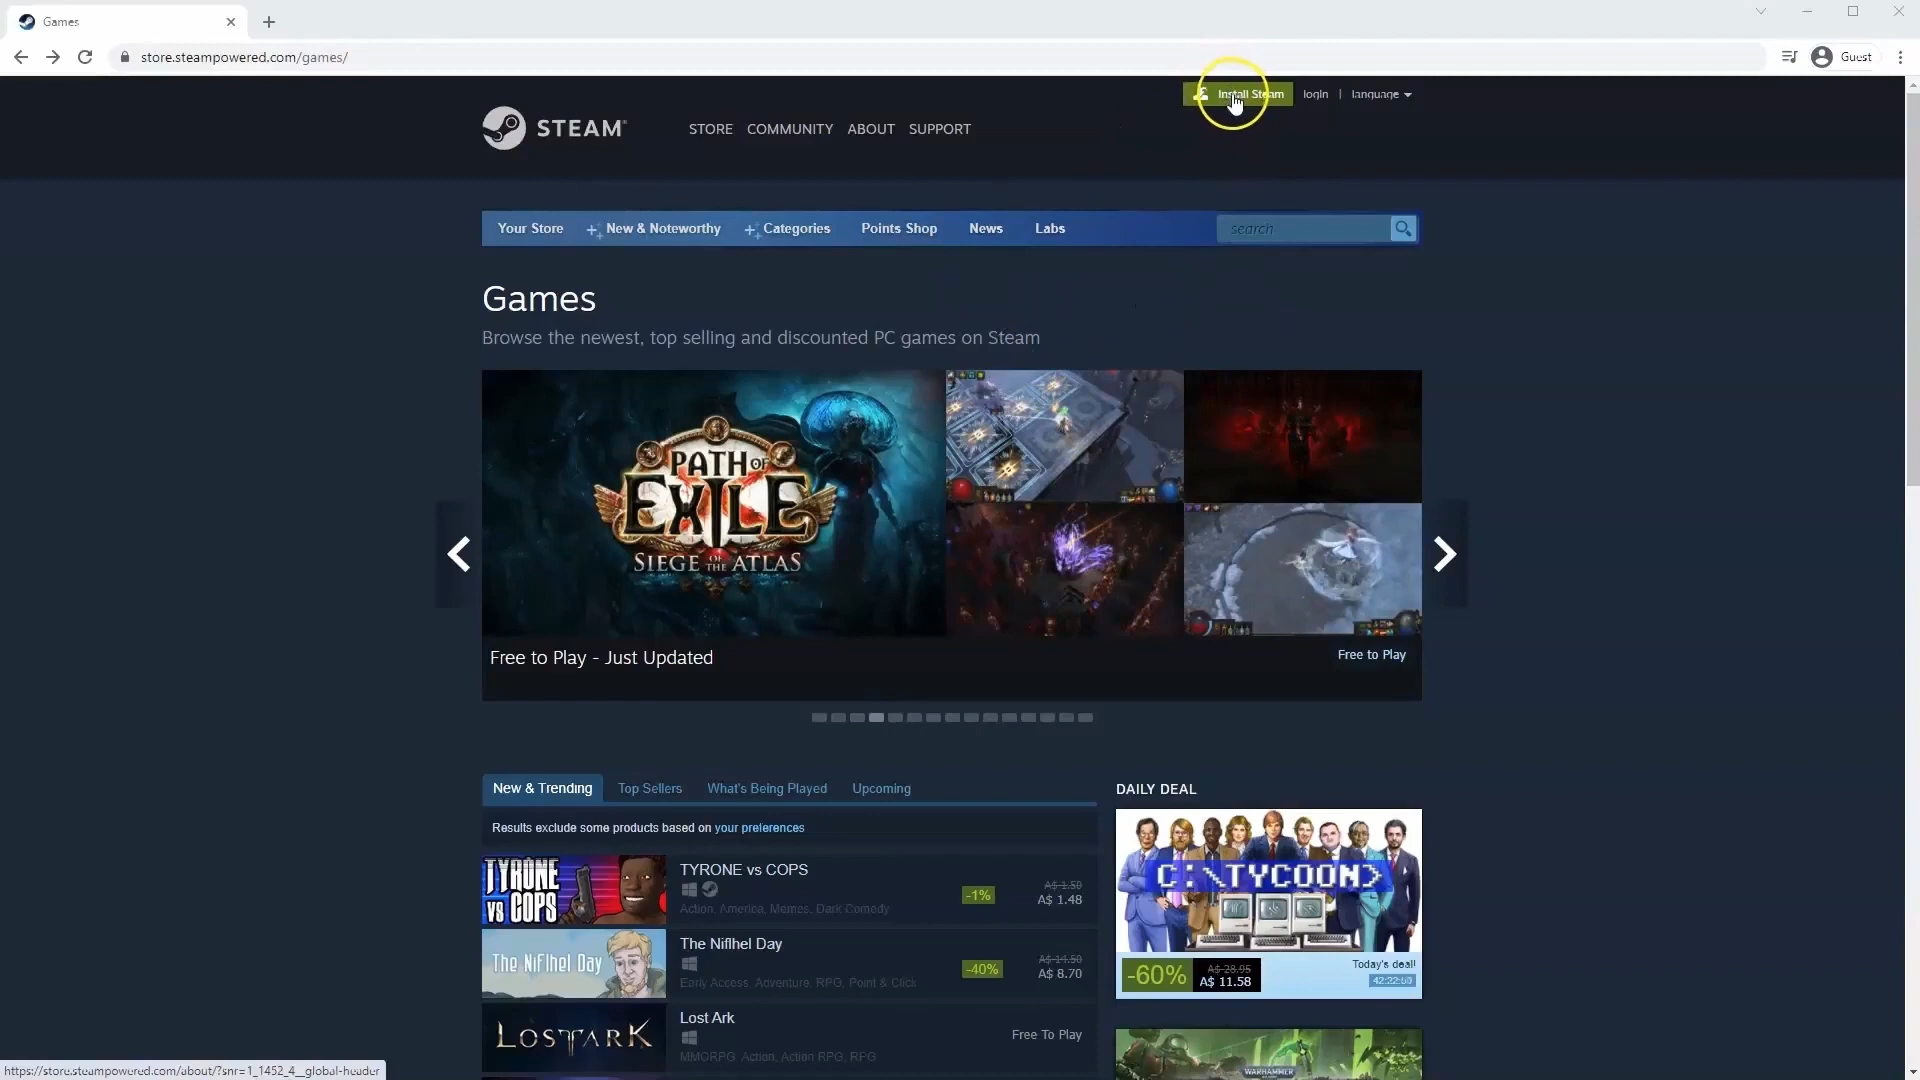 Games
store.steampowered.com/games/
Guest
Install Steam login | language
STEAM
STORE COMMUNITY ABOUT SUPPORT
Your Store New & Noteworthy Categories Points Shop News Labs search
Games
Browse the newest, top selling and discounted PC games on Steam
PATH OF
EXILE
SIEGE OF THE ATLAS
Free to Play - Just Updated
Free to Play
New & Trending Top Sellers What's Being Played Upcoming
Results exclude some products based on your preferences
TYRONE
vs COPS
TYRONE vs COPS
Action, America, Memes, Dark Comedy
-1%
A$ 1.50
A$ 1.48
The Niflhel Day
The Niflhel Day
Early Access, Adventure, RPG, Point & Click
-40%
A$ 14.50
A$ 8.70
LOST ARK
Lost Ark
MMORPG, Action, Action RPG, RPG
Free To Play
DAILY DEAL
C:\TYCOON>
-60%
A$ 28.95
A$ 11.58
Today's deal!
42:22:50
WARHAMMER
https://store.steampowered.com/about/?snr=1_1452_4__global-header